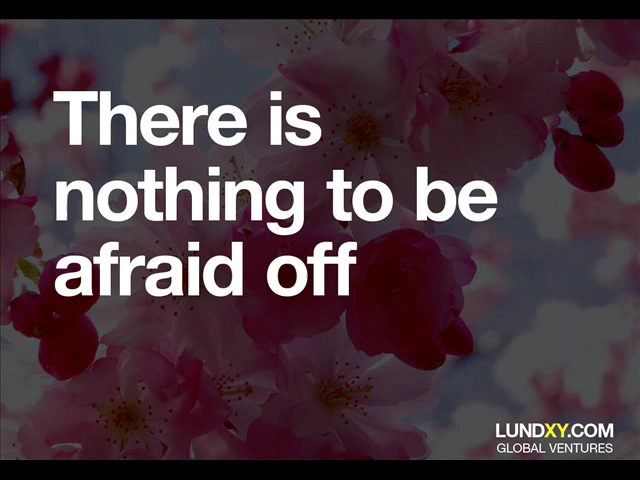 There is
nothing to be
afraid off
LUNDXY.COM
GLOBAL VENTURES